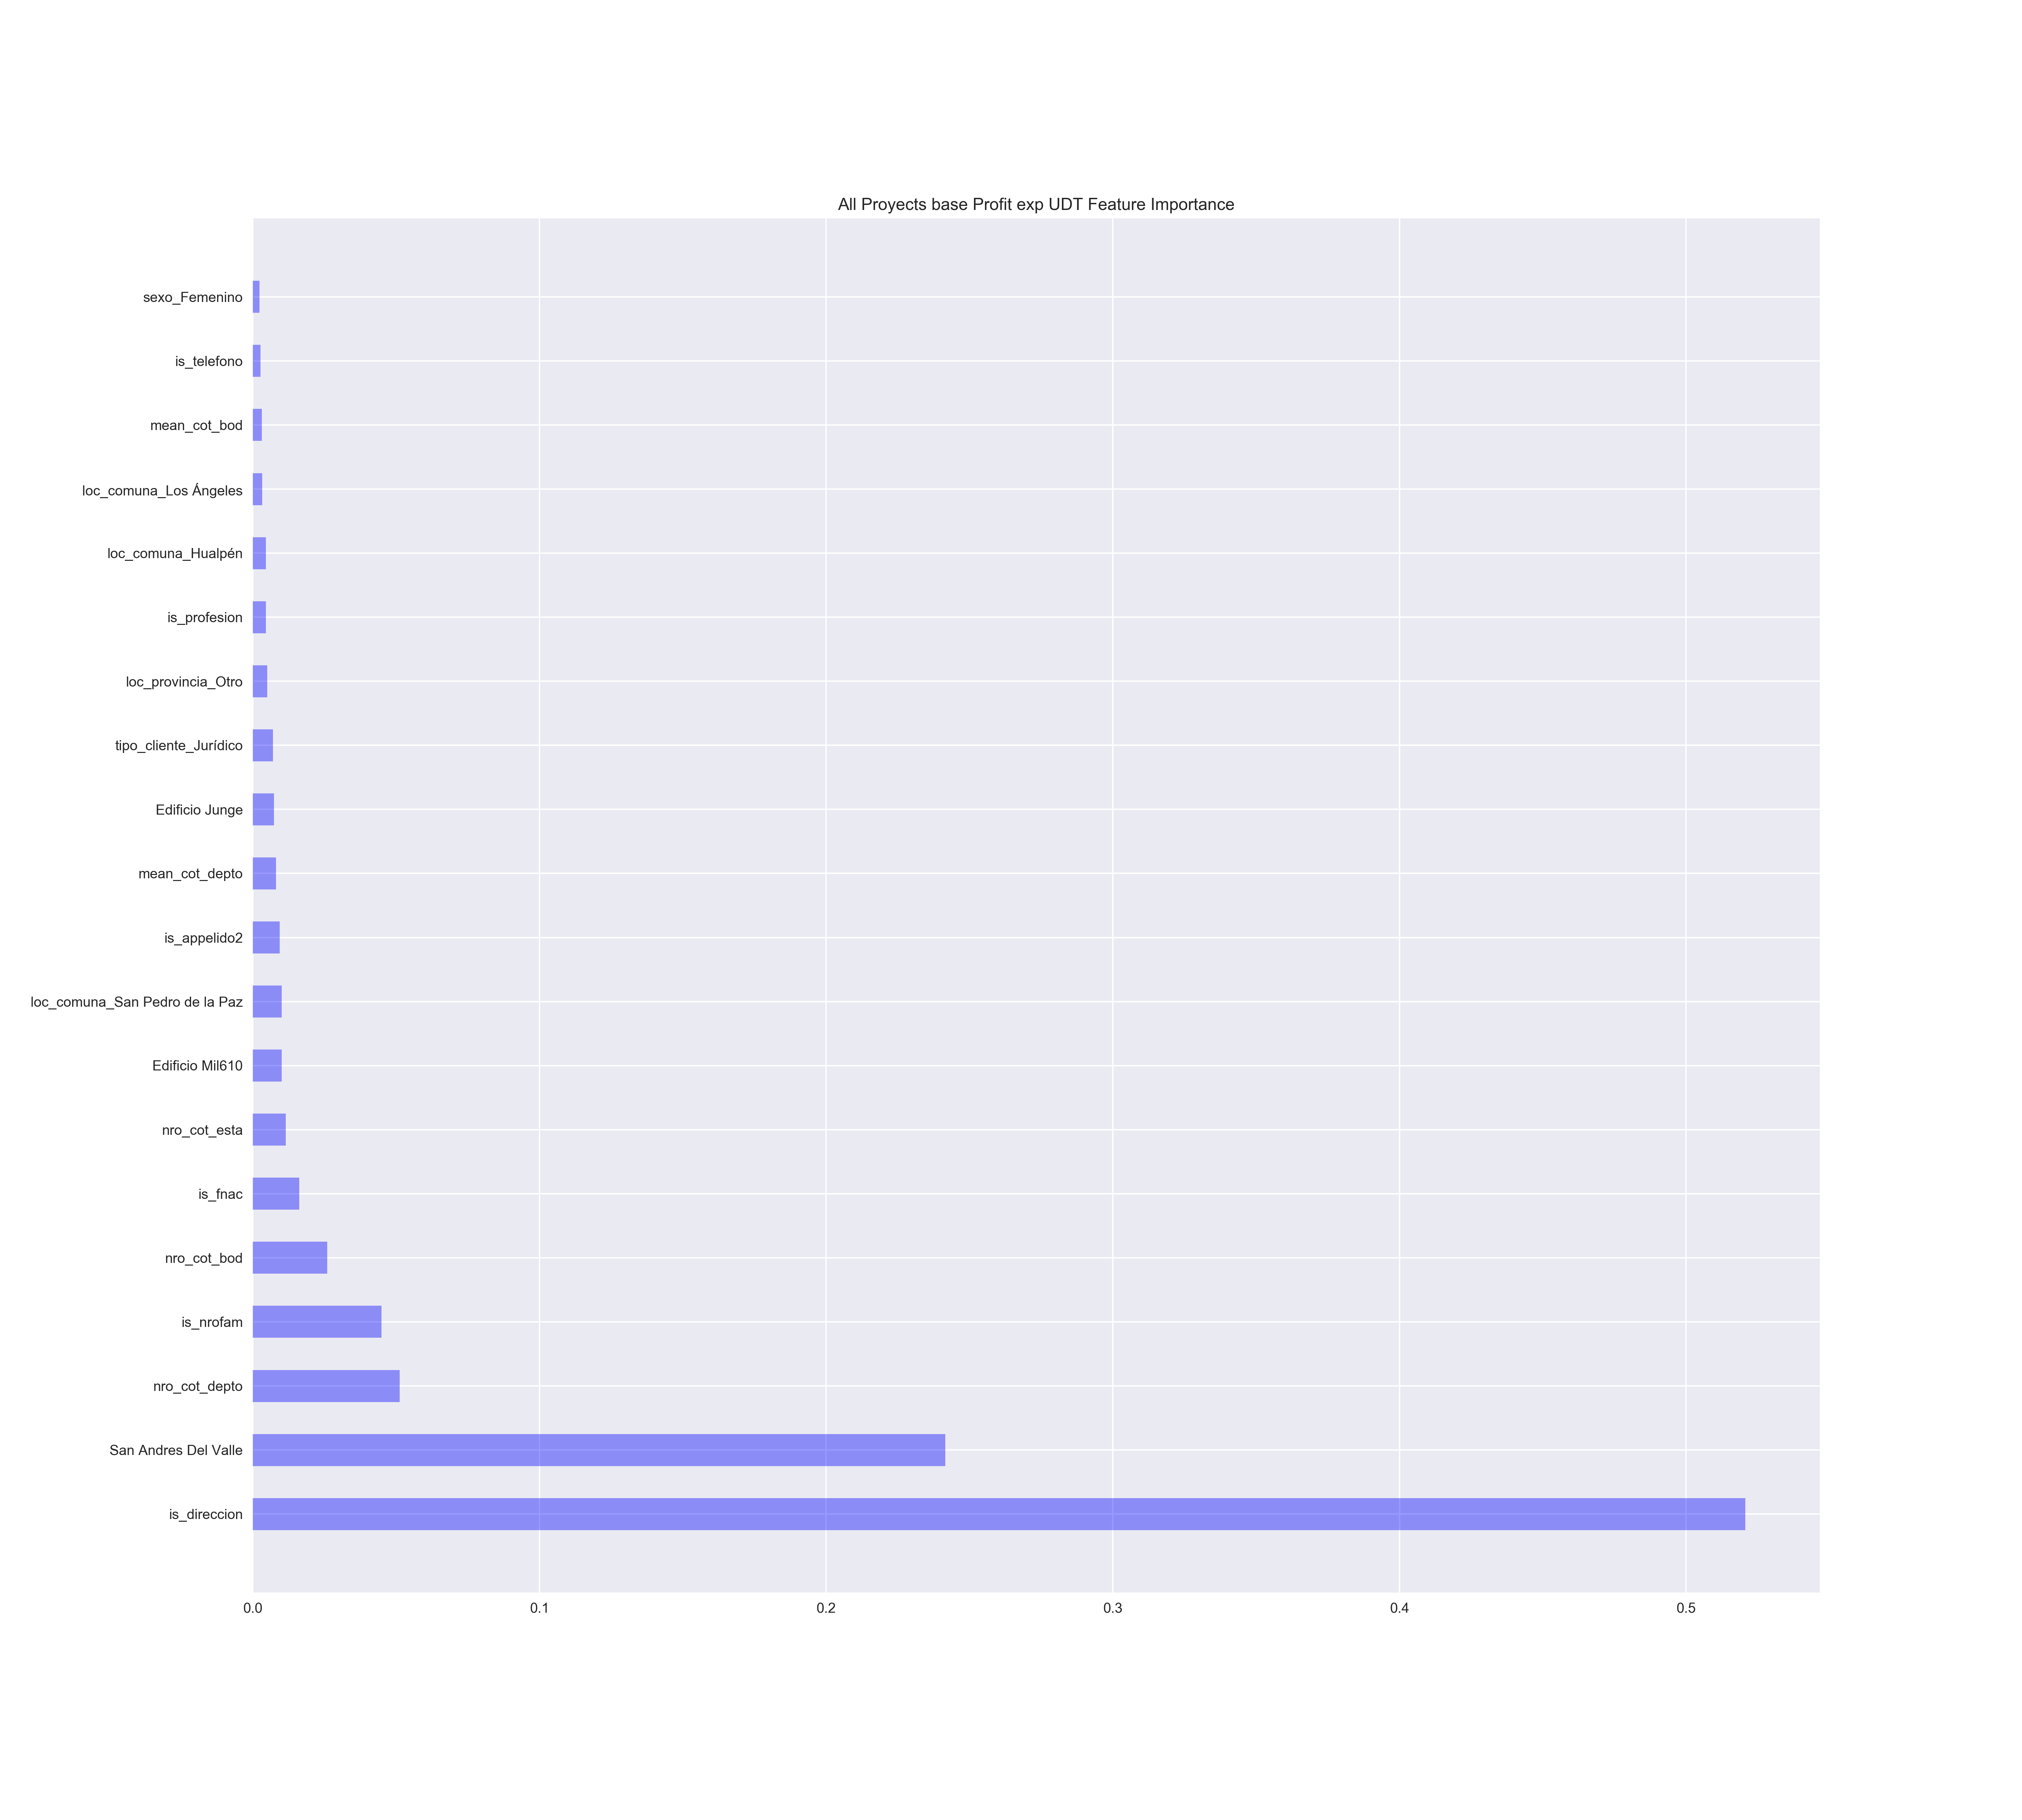 All Proyects base Profit exp UDT Feature Importance
sexo_Femenino
is_telefono
mean_cot_bod
loc_comuna_Los Ángeles
loc_comuna_Hualpén
is_profesion
loc_provincia_Otro
tipo_cliente_Jurídico
Edificio Junge
mean_cot_depto
is_appelido2
loc_comuna_San Pedro de la Paz
Edificio Mil610
nro_cot_esta
is_fnac
nro_cot_bod
is_nrofam
nro_cot_depto
San Andres Del Valle
is_direccion
0.0 0.1 0.2 0.3 0.4 0.5